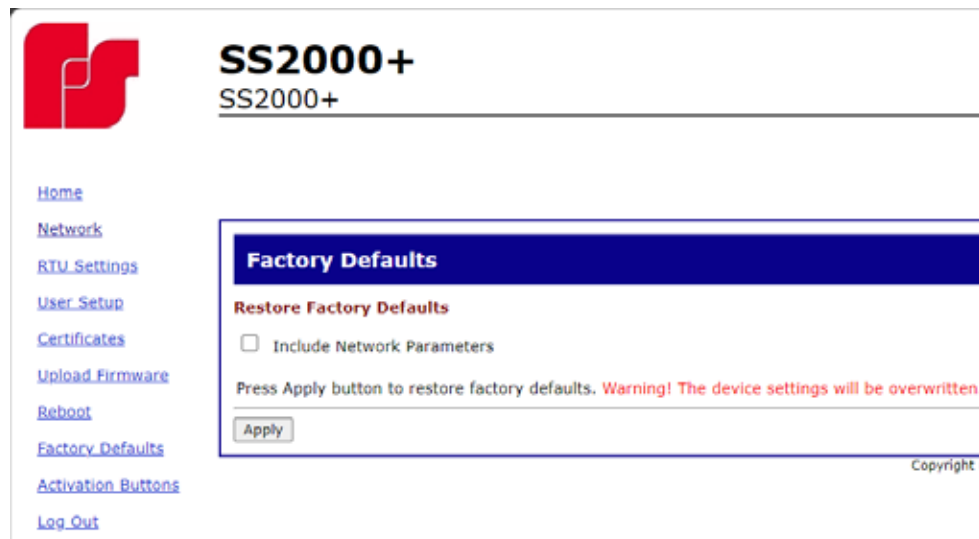 SS2000+
SS2000+
Home
Network
RTU Settings
User Setup
Certificates
Upload Firmware
Reboot
Factory Defaults
Activation Buttons
Log Out
Factory Defaults
Restore Factory Defaults
Include Network Parameters
Press Apply button to restore factory defaults. Warning! The device settings will be overwritten
Apply
Copyright